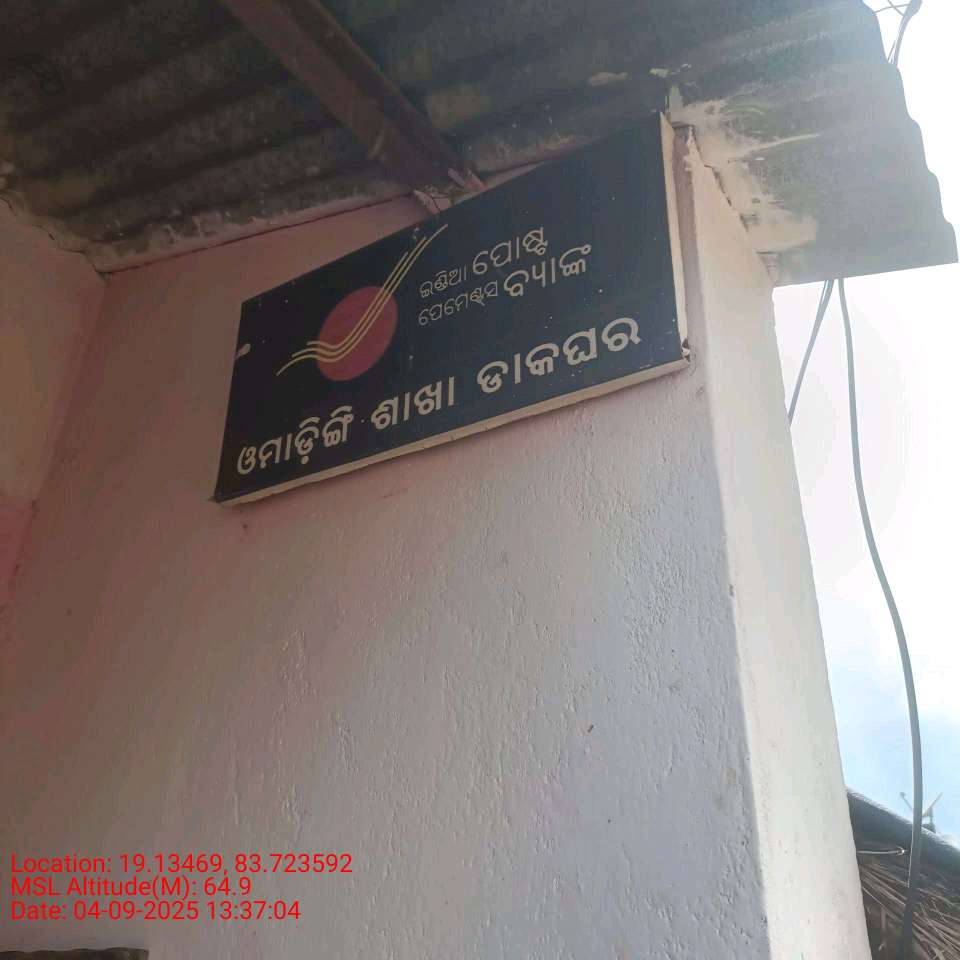 ଇଣ୍ଡିଆ ପୋଷ୍ଟ
ପେମେଣ୍ଟ୍ସ ବ୍ୟାଙ୍କ
ଓମାଡ଼ିଙ୍ଗି ଶାଖା ଡାକଘର
Location: 19.13469, 83.723592
MSL Altitude(M): 64.9
Date: 04-09-2025 13:37:04